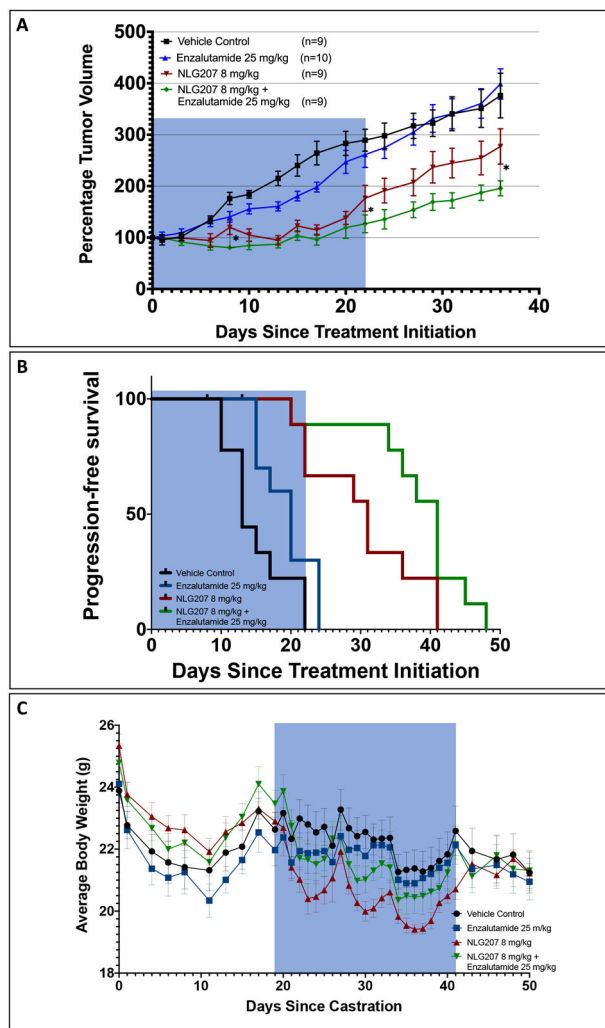 A
Vehicle Control (n=9)
Enzalutamide 25 mg/kg (n=10)
NLG207 8 mg/kg (n=9)
NLG207 8 mg/kg +
Enzalutamide 25 mg/kg (n=9)
Percentage Tumor Volume
500
400
300
200
100
0
* * *
0 10 20 30 40
Days Since Treatment Initiation
B
Progression-free survival
100
50
0
Vehicle Control
Enzalutamide 25 mg/kg
NLG207 8 mg/kg
NLG207 8 mg/kg +
Enzalutamide 25 mg/kg
0 10 20 30 40 50
Days Since Treatment Initiation
C
Average Body Weight (g)
26
24
22
20
18
Vehicle Control
Enzalutamide 25 m/kg
NLG207 8 mg/kg
NLG207 8 mg/kg +
Enzalutamide 25 mg/kg
0 10 20 30 40 50
Days Since Castration